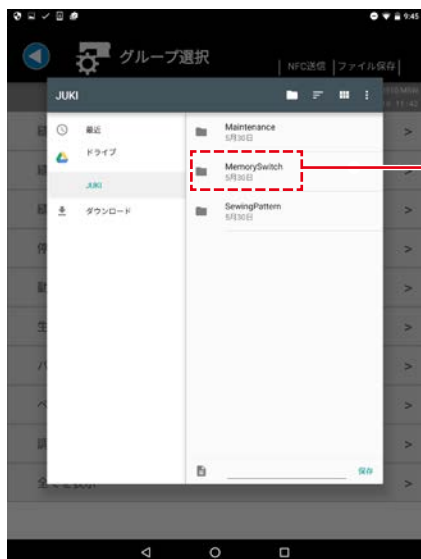 9:45
グループ選択
NFC送信 ファイル保存
JUKI
最近
ドライブ
JUKI
ダウンロード
Maintenance
5月30日
MemorySwitch
5月30日
SewingPattern
5月30日
保存